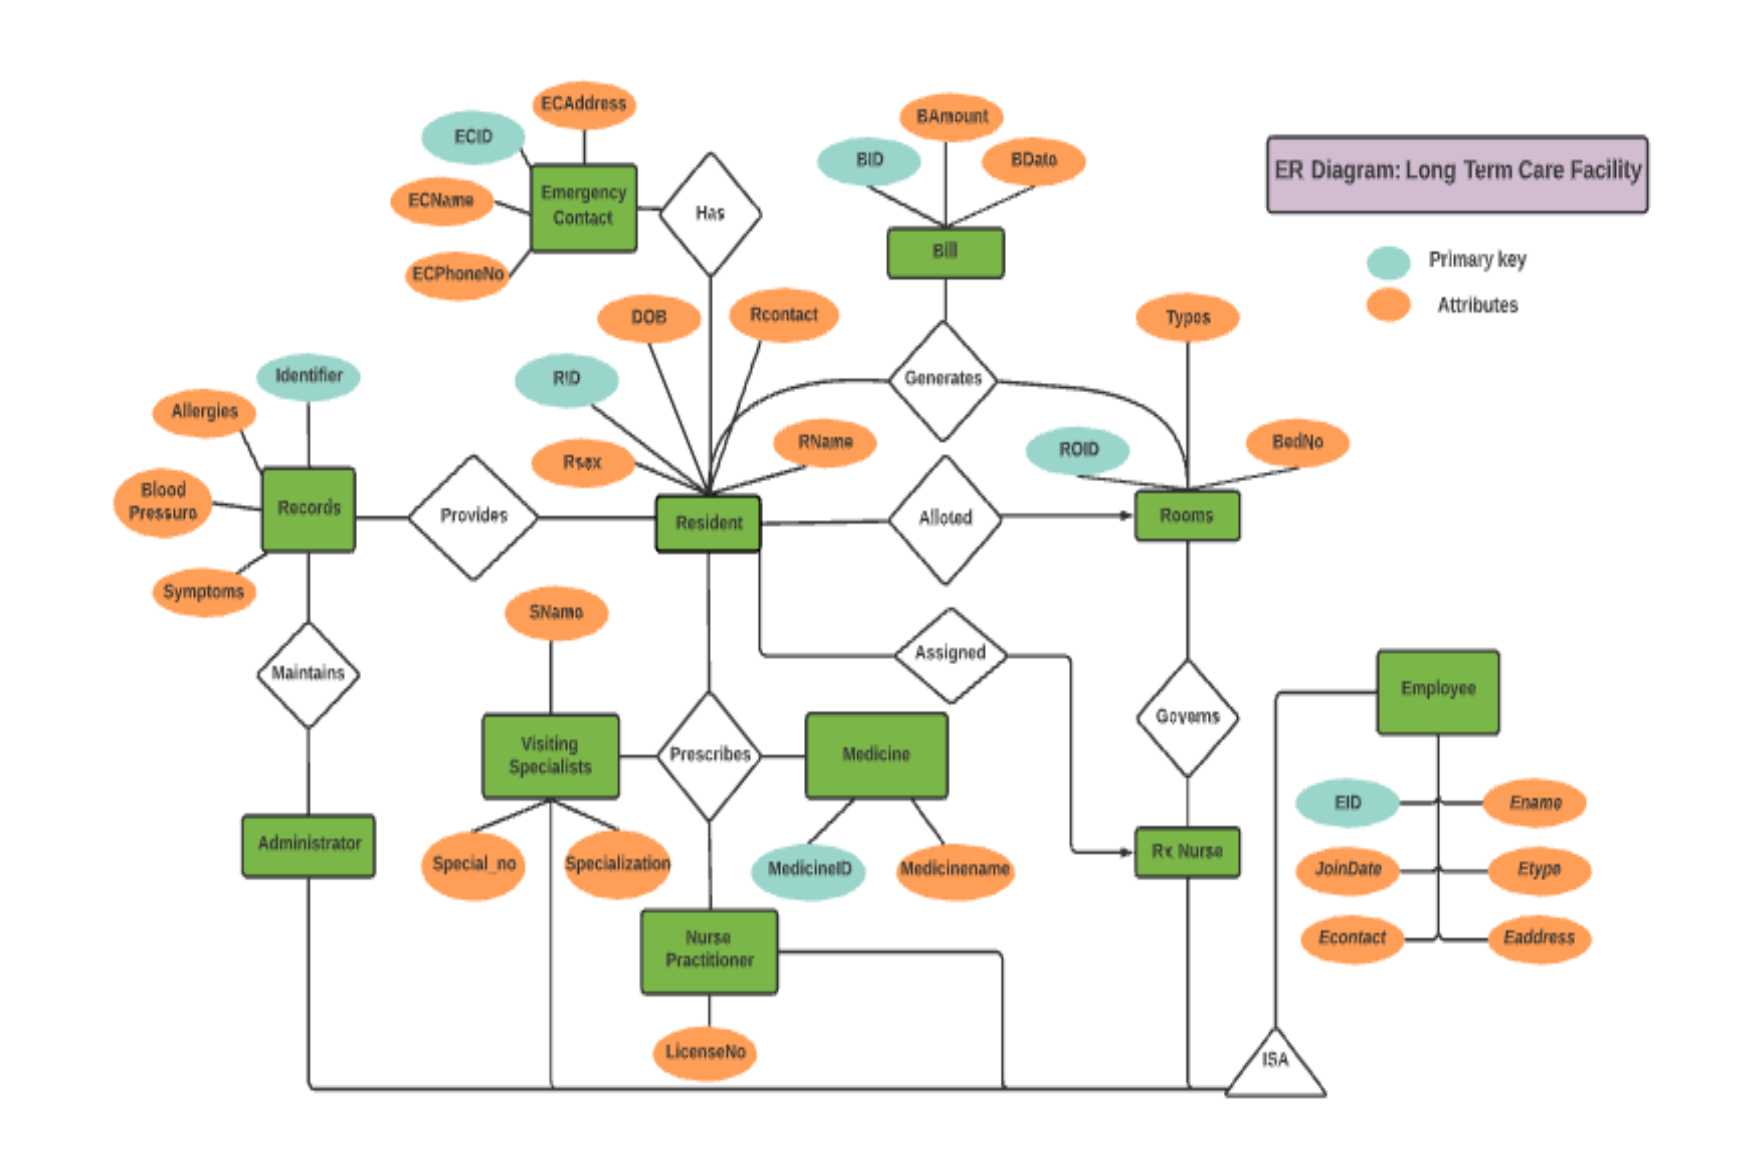 ECAddress
BAmount
ECID
BID
BDate
ER Diagram: Long Term Care Facility
Emergency
Contact
ECName
Has
Bill
Primary key
ECPhoneNo
Attributes
DOB
Rcontact
Types
Identifier
RID
Generates
Allergies
RName
ROID
BedNo
Rsex
Blood
Pressure
Records
Provides
Resident
Alloted
Rooms
Symptoms
SName
Maintains
Assigned
Employee
Governs
Visiting
Specialists
Prescribes
Medicine
EID
Ename
Administrator
Rx Nurse
Special_no
Specialization
MedicineID
Medicinename
JoinDate
Etype
Nurse
Practitioner
Econtact
Eaddress
LicenseNo
ISA